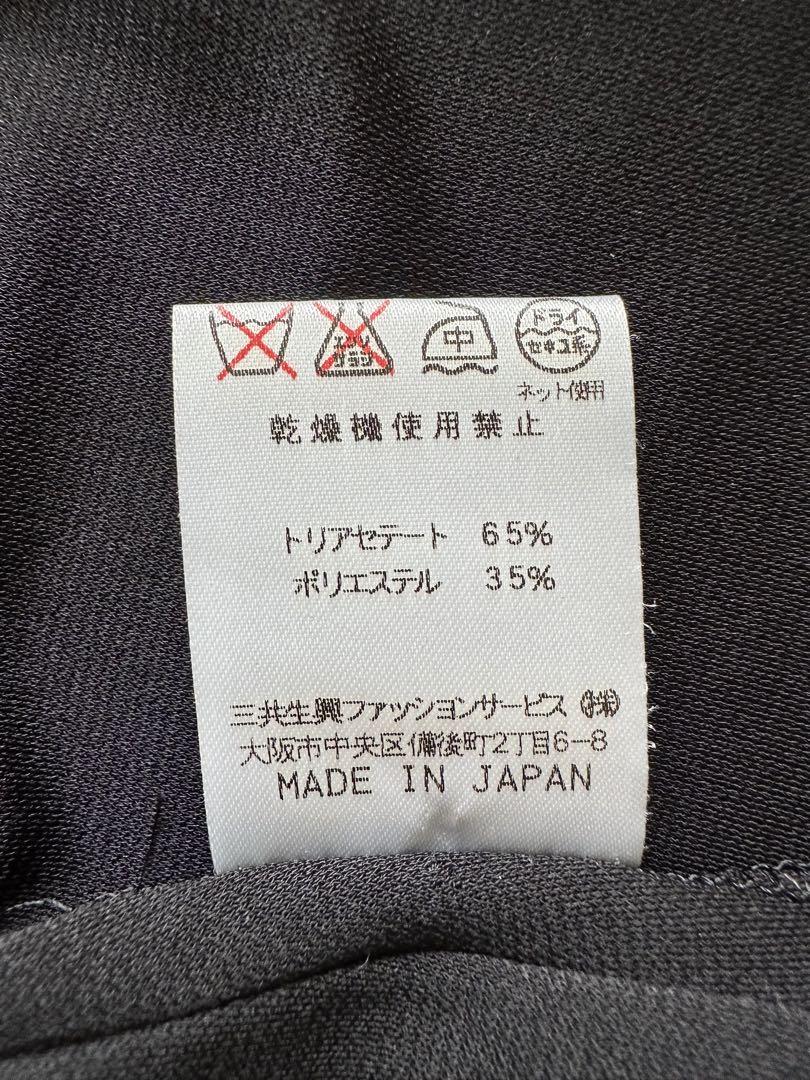 エンソ
サラシ
中
ドライ
セキユ系
ネット使用
乾燥機使用禁止
トリアセテート 65%
ポリエステル 35%
三共生興ファッションサービス ㈱
大阪市中央区備後町2丁目6-8
MADE IN JAPAN